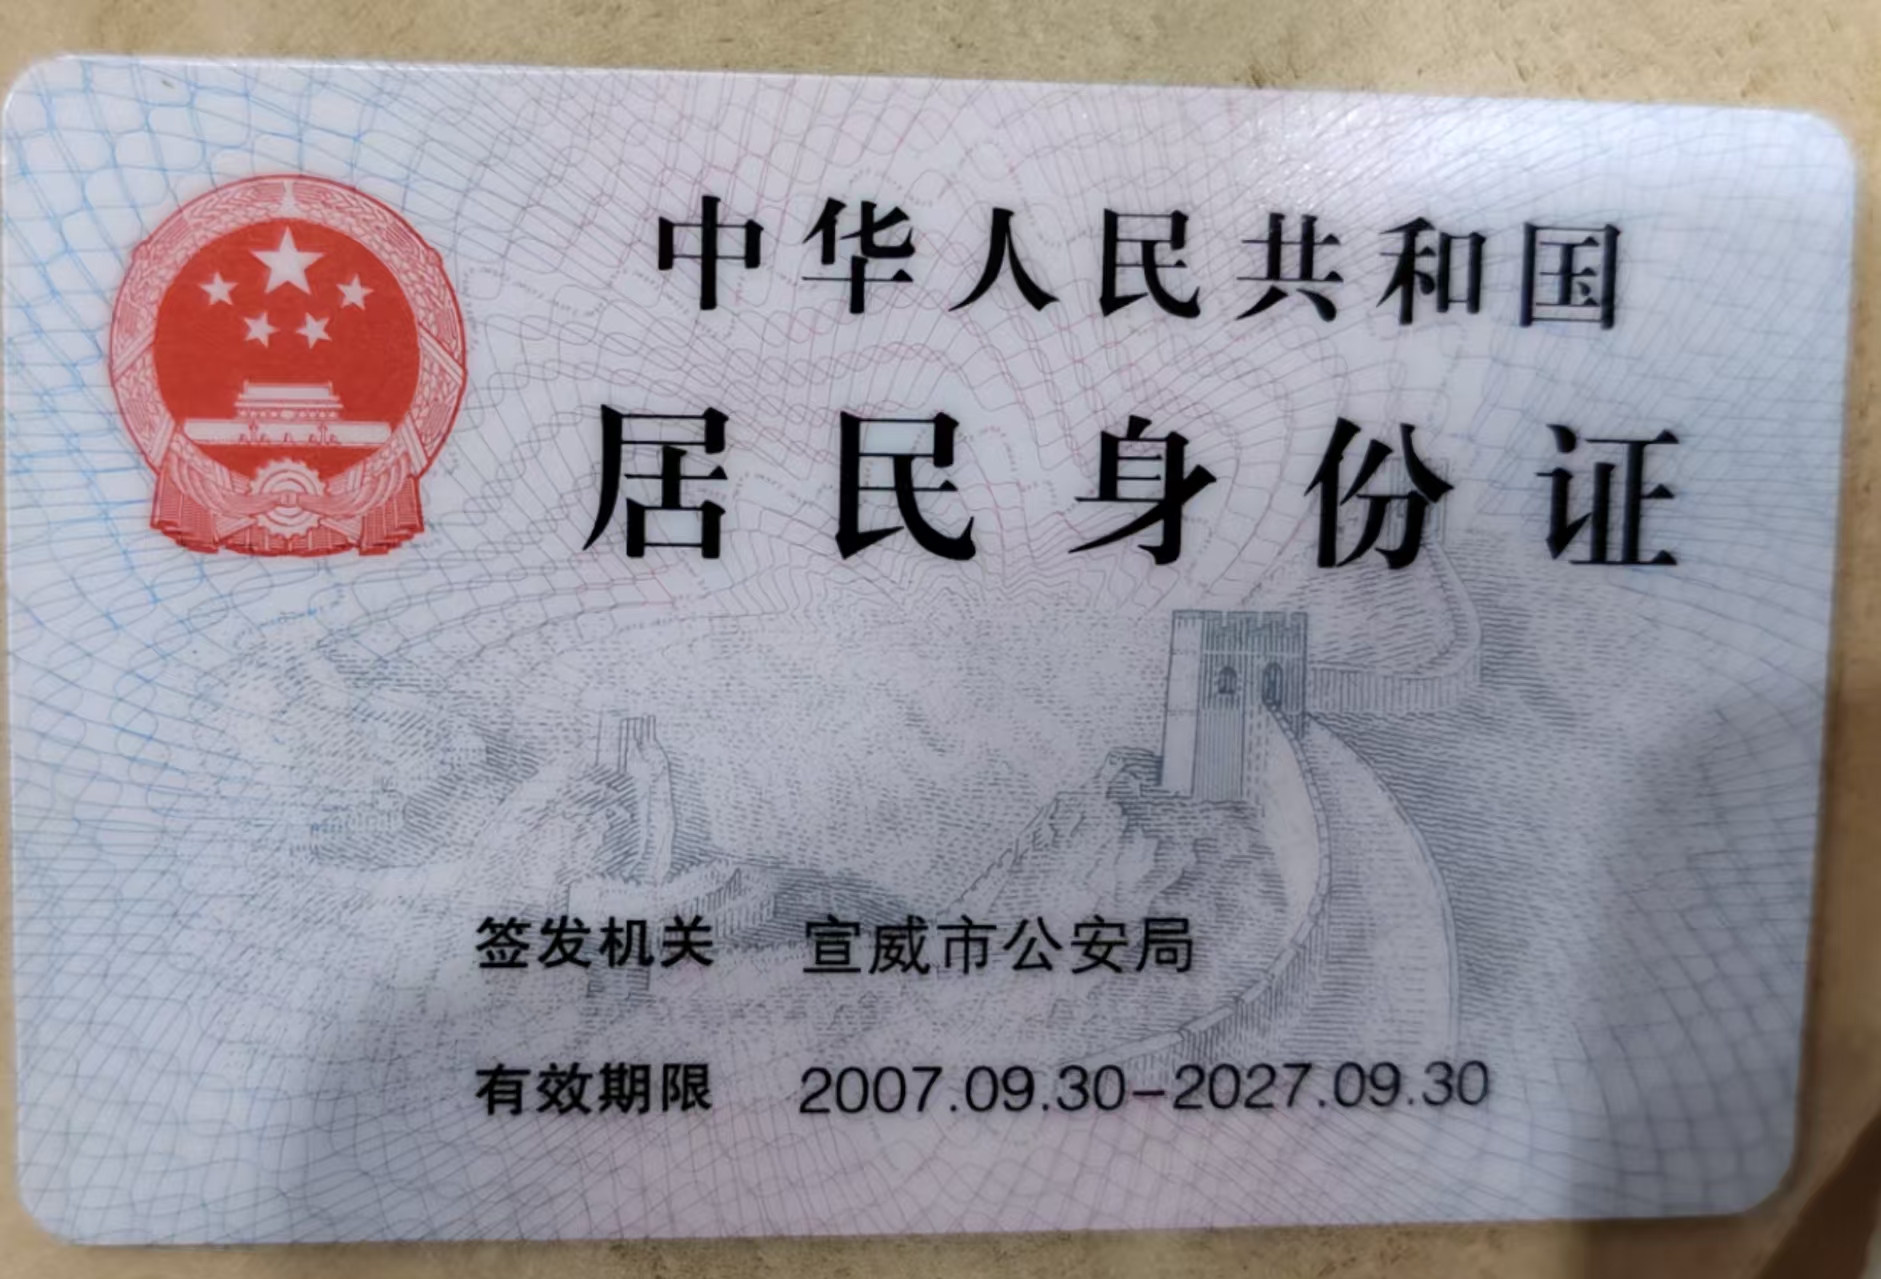 中华人民共和国
居民身份证
签发机关 宣威市公安局
有效期限 2007.09.30-2027.09.30